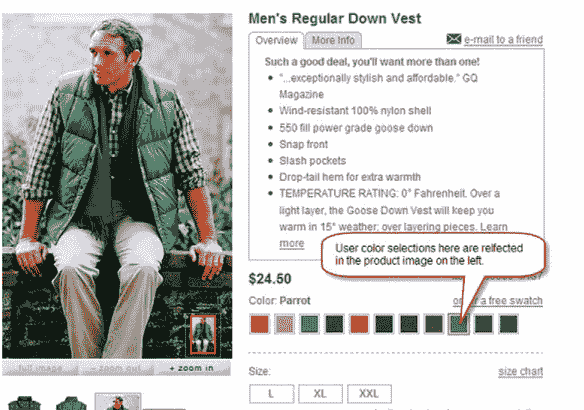 Men's Regular Down Vest
Overview
More Info
e-mail to a friend
Such a good deal, you'll want more than one!
"...exceptionally stylish and affordable." GQ
Magazine
Wind-resistant 100% nylon shell
550 fill power grade goose down
Snap front
Slash pockets
Drop-tail hem for extra warmth
TEMPERATURE RATING: 0° Fahrenheit. Over a
light layer, the Goose Down Vest will keep you
warm in 15° weather; over layering pieces. Learn
more
User color selections here are relfected
in the product image on the left.
$24.50
Color: Parrot
a free swatch
full image
- zoom out
+ zoom in
Size:
size chart
L
XL
XXL